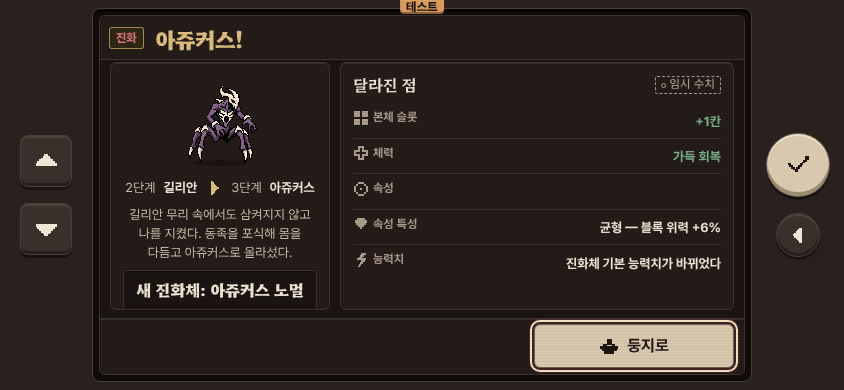 테스트
진화 아쥬커스!
2단계 길리안 3단계 아쥬커스
길리안 무리 속에서도 삼켜지지 않고
나를 지켰다. 동족을 포식해 몸을
다듬고 아쥬커스로 올라섰다.
새 진화체: 아쥬커스 노멀
달라진 점 임시 수치
본체 슬롯 +1칸
체력 가득 회복
속성
속성 특성 균형 — 블록 위력 +6%
능력치 진화체 기본 능력치가 바뀌었다
둥지로